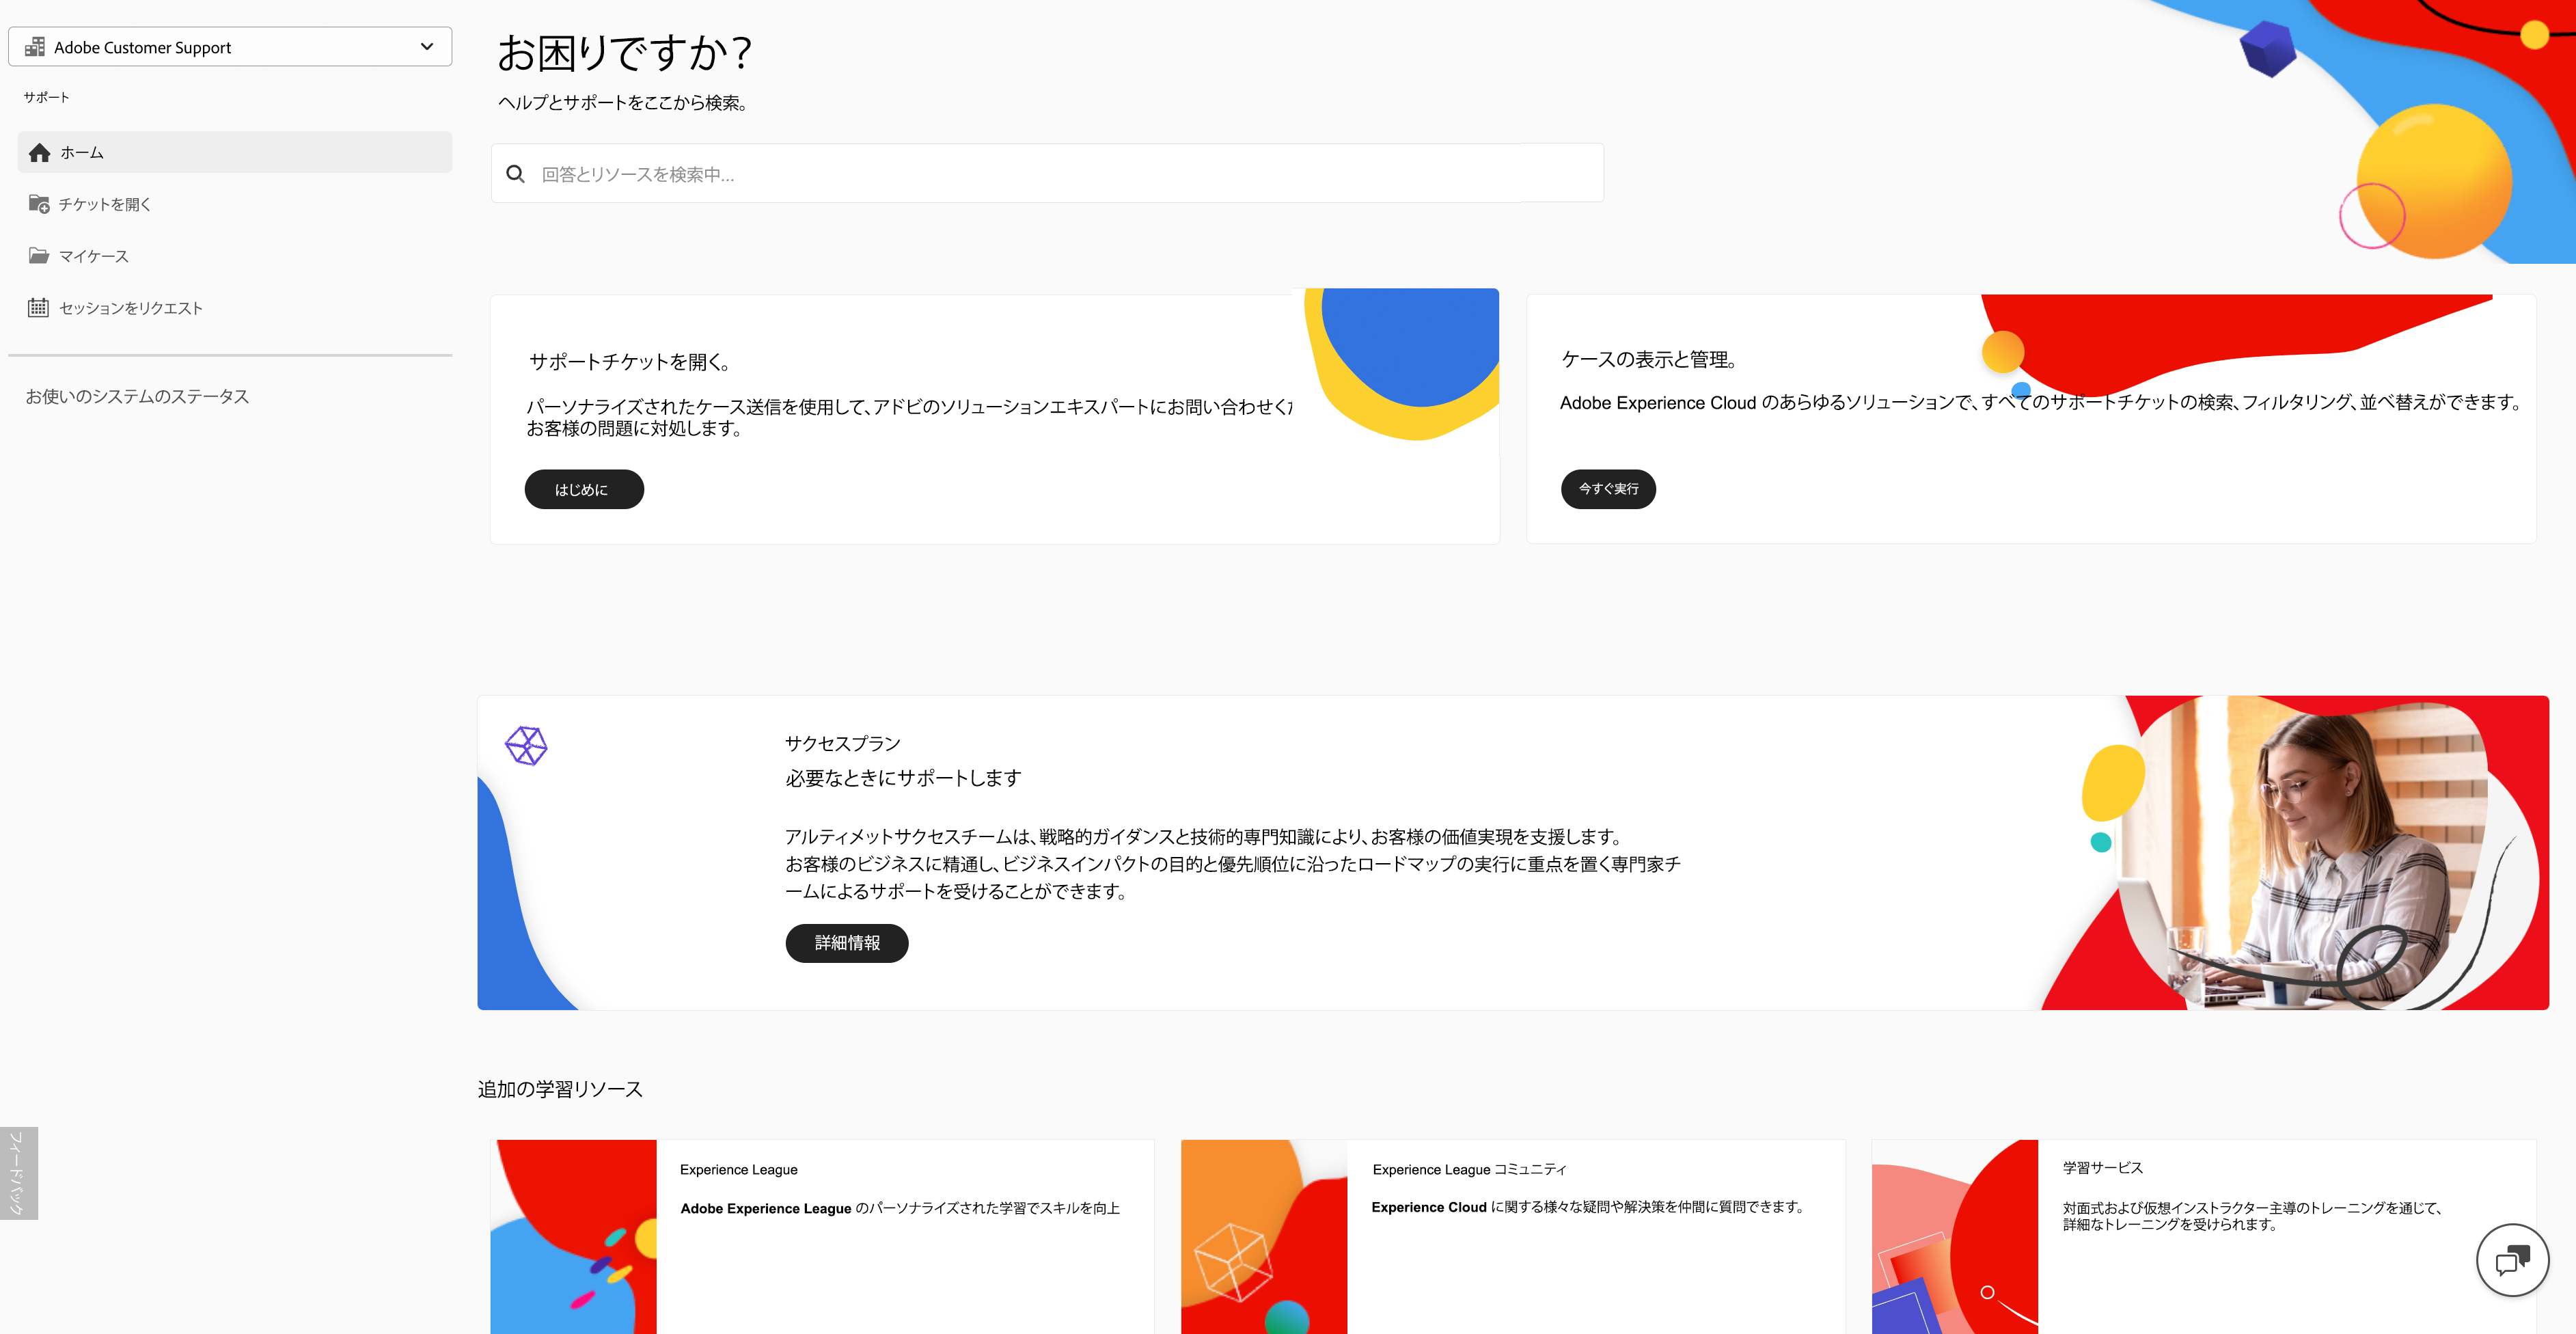 Adobe Customer Support
サポート
ホーム
チケットを開く
マイケース
セッションをリクエスト
お使いのシステムのステータス
お困りですか?
ヘルプとサポートをここから検索。
回答とリソースを検索中...
サポートチケットを開く。
パーソナライズされたケース送信を使用して、アドビのソリューションエキスパートにお問い合わせく
お客様の問題に対処します。
はじめに
ケースの表示と管理。
Adobe Experience Cloud のあらゆるソリューションで、すべてのサポートチケットの検索、フィルタリング、並べ替えができます。
今すぐ実行
サクセスプラン
必要なときにサポートします
アルティメットサクセスチームは、戦略的ガイダンスと技術的専門知識により、お客様の価値実現を支援します。
お客様のビジネスに精通し、ビジネスインパクトの目的と優先順位に沿ったロードマップの実行に重点を置く専門家チ
ームによるサポートを受けることができます。
詳細情報
追加の学習リソース
Experience League
Adobe Experience League のパーソナライズされた学習でスキルを向上
Experience League コミュニティ
Experience Cloud に関する様々な疑問や解決策を仲間に質問できます。
学習サービス
対面式および仮想インストラクター主導のトレーニングを通じて、
詳細なトレーニングを受けられます。
フィードバック